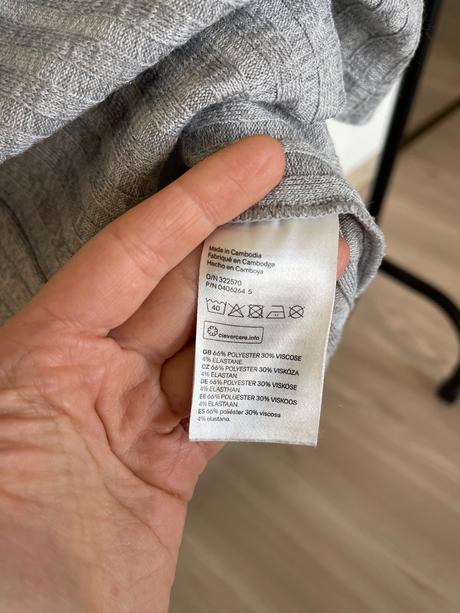 Made in Cambodia
Fabriqué en Cambodge
Hecho en Camboya
O/N 322570
P/N 0406264 S
40
clevercare.info
GB 66% POLYESTER 30% VISCOSE
4% ELASTANE.
CZ 66% POLYESTER 30% VISKÓZA
4% ELASTAN.
DE 66% POLYESTER 30% VISKOSE
4% ELASTHAN.
EE 66% POLÜESTER 30% VISKOOS
4% ELASTAAN.
ES 66% poliéster 30% viscosa
4% elastano.